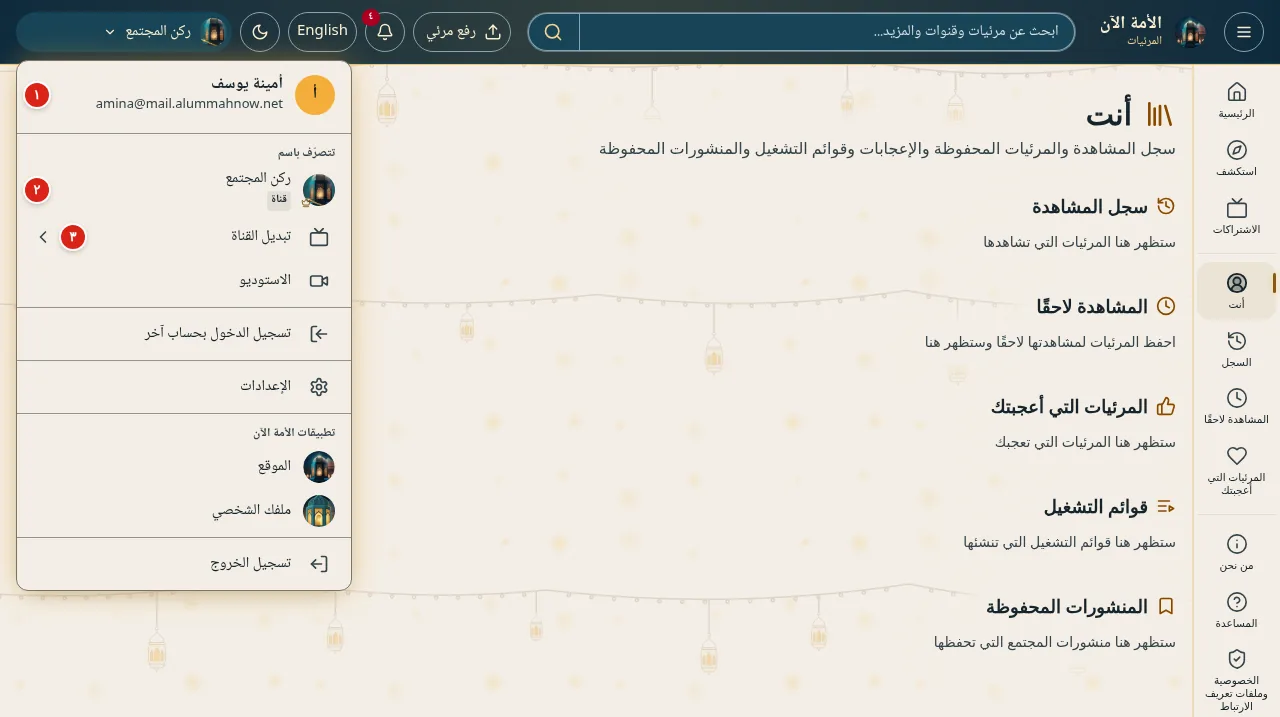 الأمة الآن
المرئيات
ابحث عن مرئيات وقنوات والمزيد...
رفع مرئي
٤
English
ركن المجتمع
الرئيسية
استكشف
الاشتراكات
أنت
السجل
المشاهدة لاحقًا
المرئيات التي
أعجبتك
من نحن
المساعدة
الخصوصية
وملفات تعريف
الارتباط
أنت
سجل المشاهدة والمرئيات المحفوظة والإعجابات وقوائم التشغيل والمنشورات المحفوظة
سجل المشاهدة
ستظهر هنا المرئيات التي تشاهدها
المشاهدة لاحقًا
احفظ المرئيات لمشاهدتها لاحقًا وستظهر هنا
المرئيات التي أعجبتك
ستظهر هنا المرئيات التي تعجبك
قوائم التشغيل
ستظهر هنا قوائم التشغيل التي تنشئها
المنشورات المحفوظة
ستظهر هنا منشورات المجتمع التي تحفظها
أ
أمينة يوسف
amina@mail.alummahnow.net
١
تتصرّف باسم
ركن المجتمع
قناة
٢
تبديل القناة
٣
الاستوديو
تسجيل الدخول بحساب آخر
الإعدادات
تطبيقات الأمة الآن
الموقع
ملفك الشخصي
تسجيل الخروج